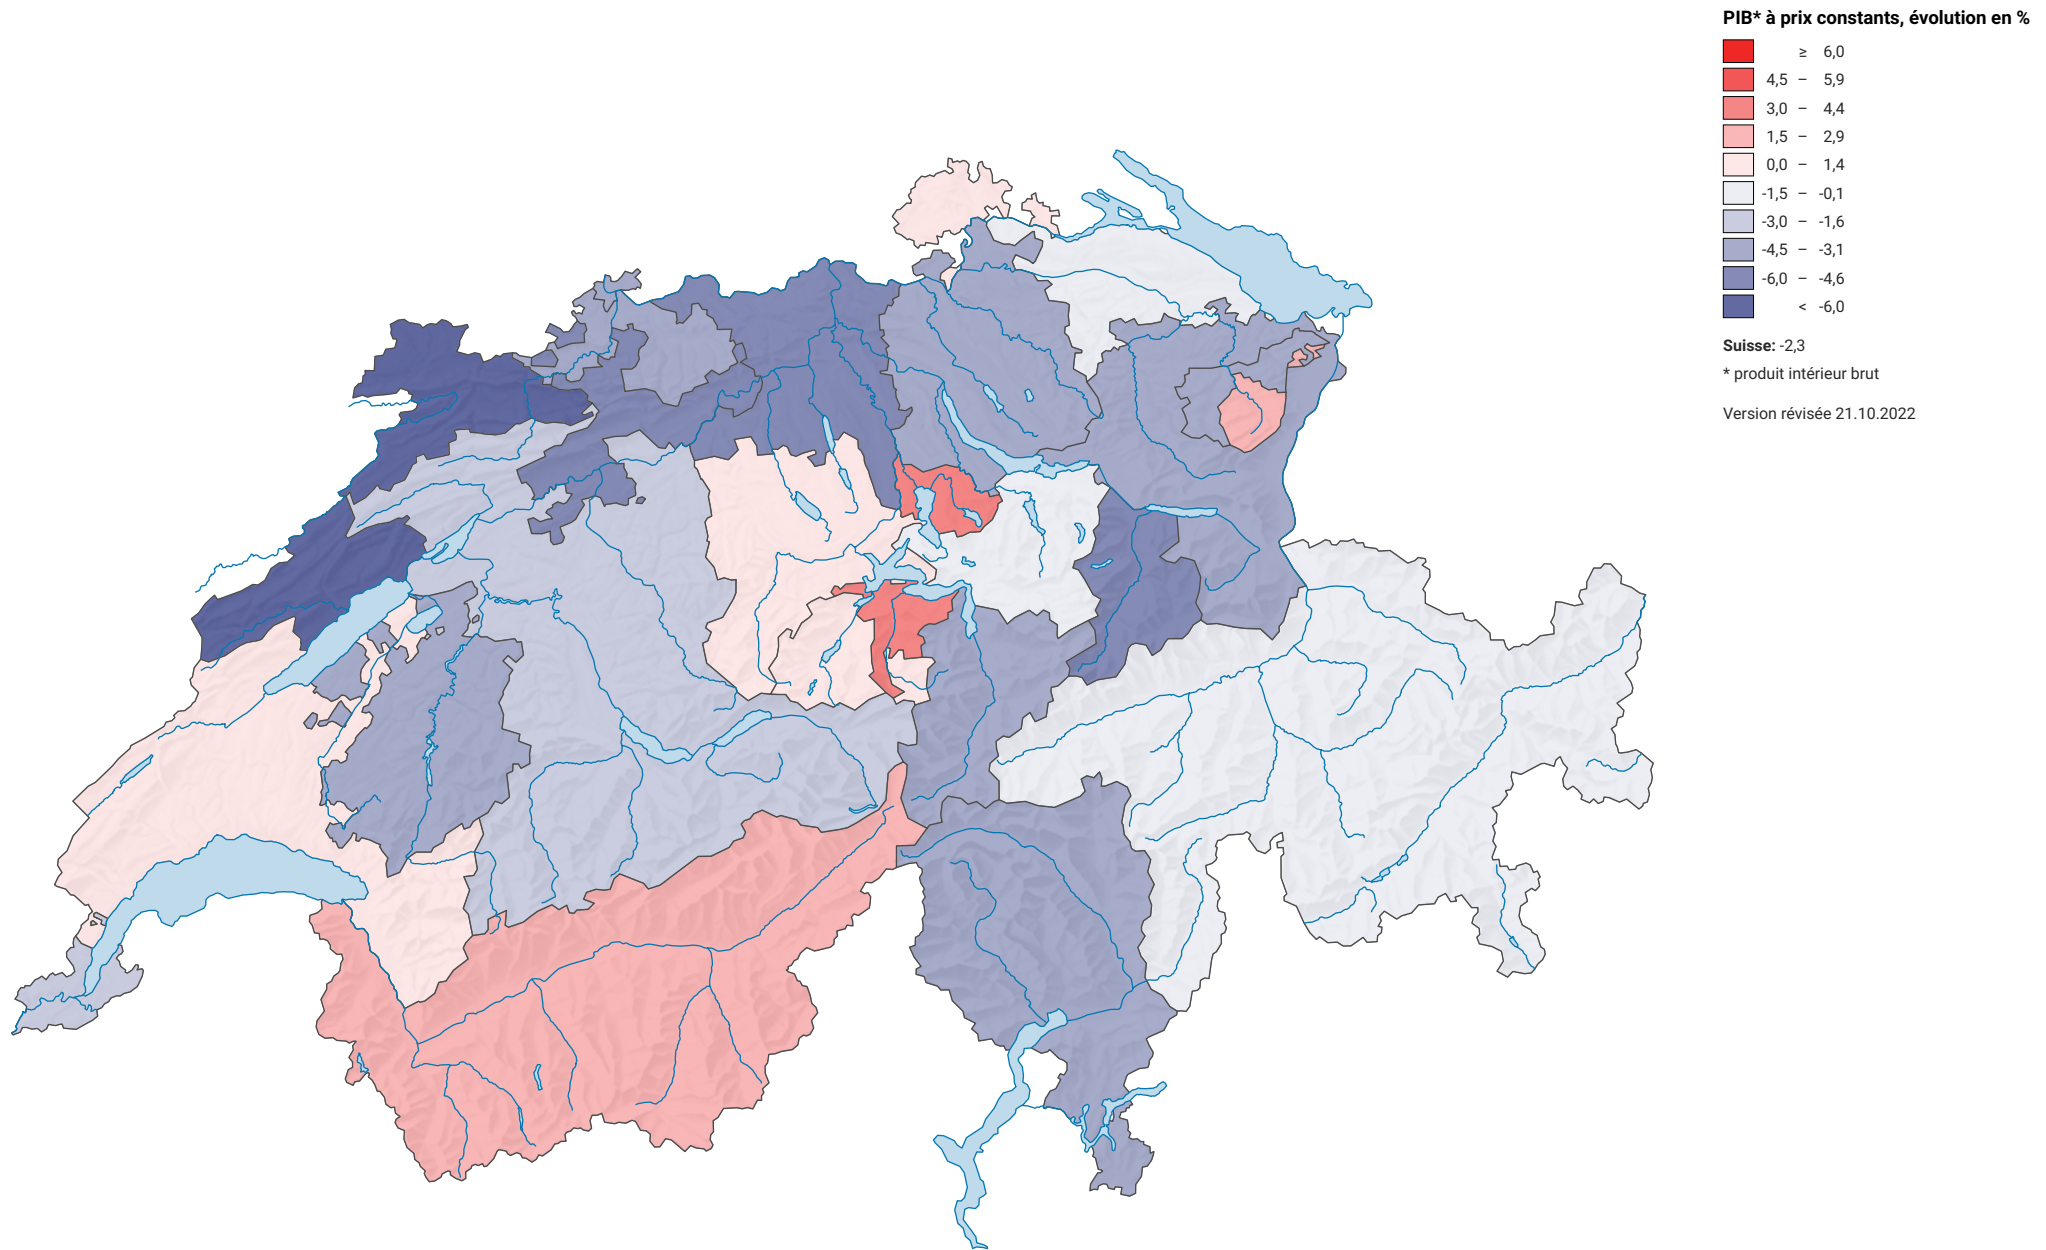 PIB* à prix constants, évolution en %
≥ 6,0
4,5 – 5,9
3,0 – 4,4
1,5 – 2,9
0,0 – 1,4
-1,5 – -0,1
-3,0 – -1,6
-4,5 – -3,1
-6,0 – -4,6
< -6,0
Suisse: -2,3
* produit intérieur brut
Version révisée 21.10.2022